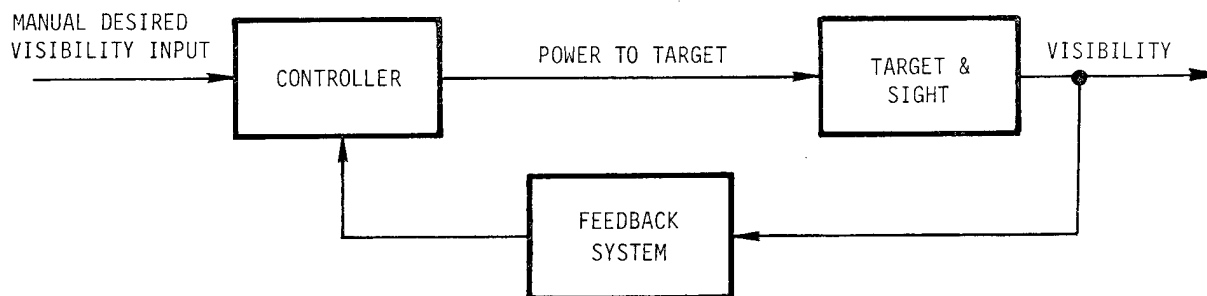 MANUAL DESIRED
VISIBILITY INPUT
CONTROLLER
POWER TO TARGET
TARGET &
SIGHT
VISIBILITY
FEEDBACK
SYSTEM